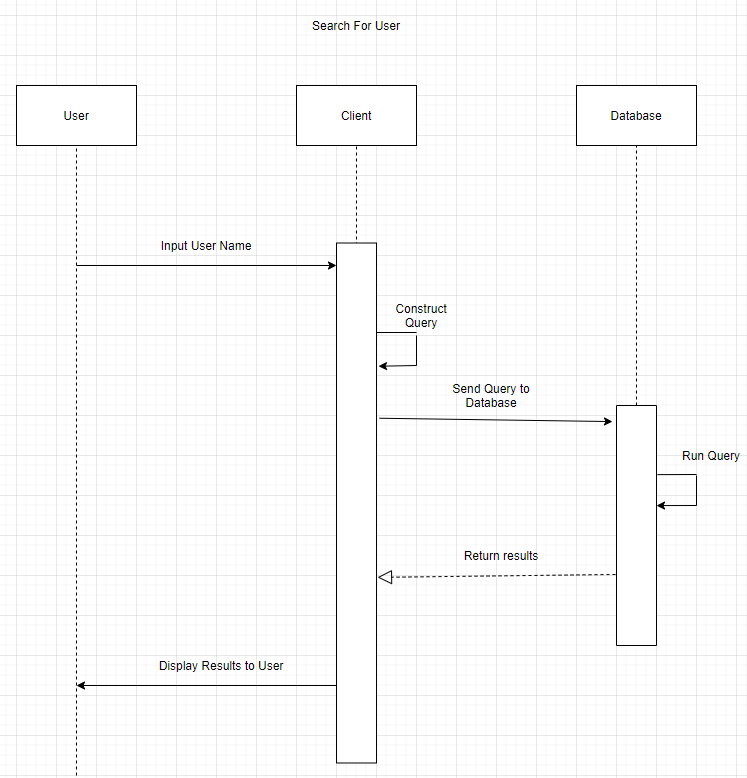 Search For User
User
Client
Database
Input User Name
Construct
Query
Send Query to
Database
Run Query
Return results
Display Results to User